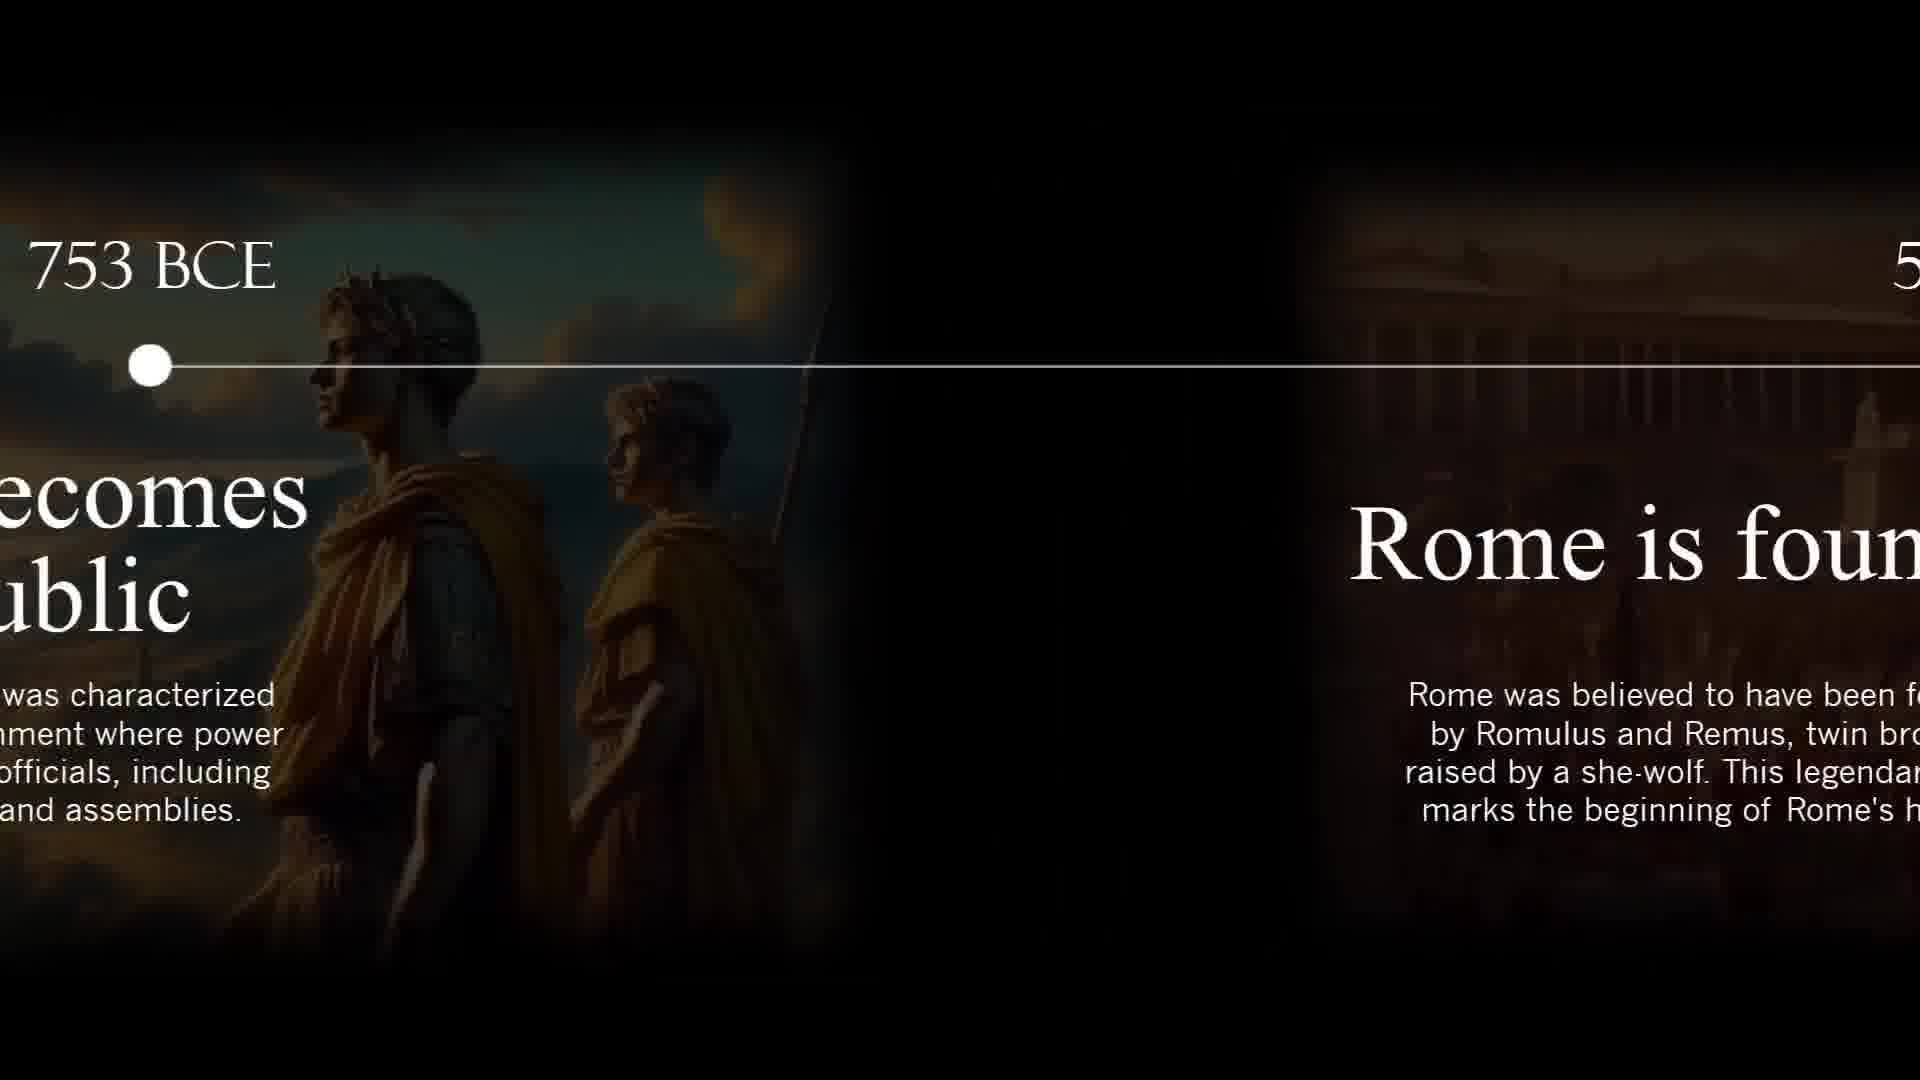 753 BCE
ecomes
ublic
was characterized
nment where power
officials, including
and assemblies.
5
Rome is foun
Rome was believed to have been fo
by Romulus and Remus, twin bro
raised by a she-wolf. This legendar
marks the beginning of Rome's h